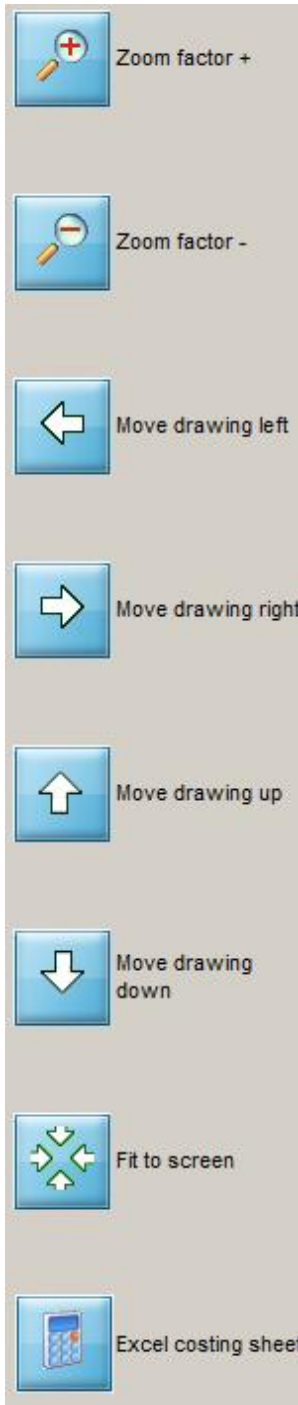 Zoom factor +
Zoom factor -
Move drawing left
Move drawing right
Move drawing up
Move drawing
down
Fit to screen
Excel costing sheet